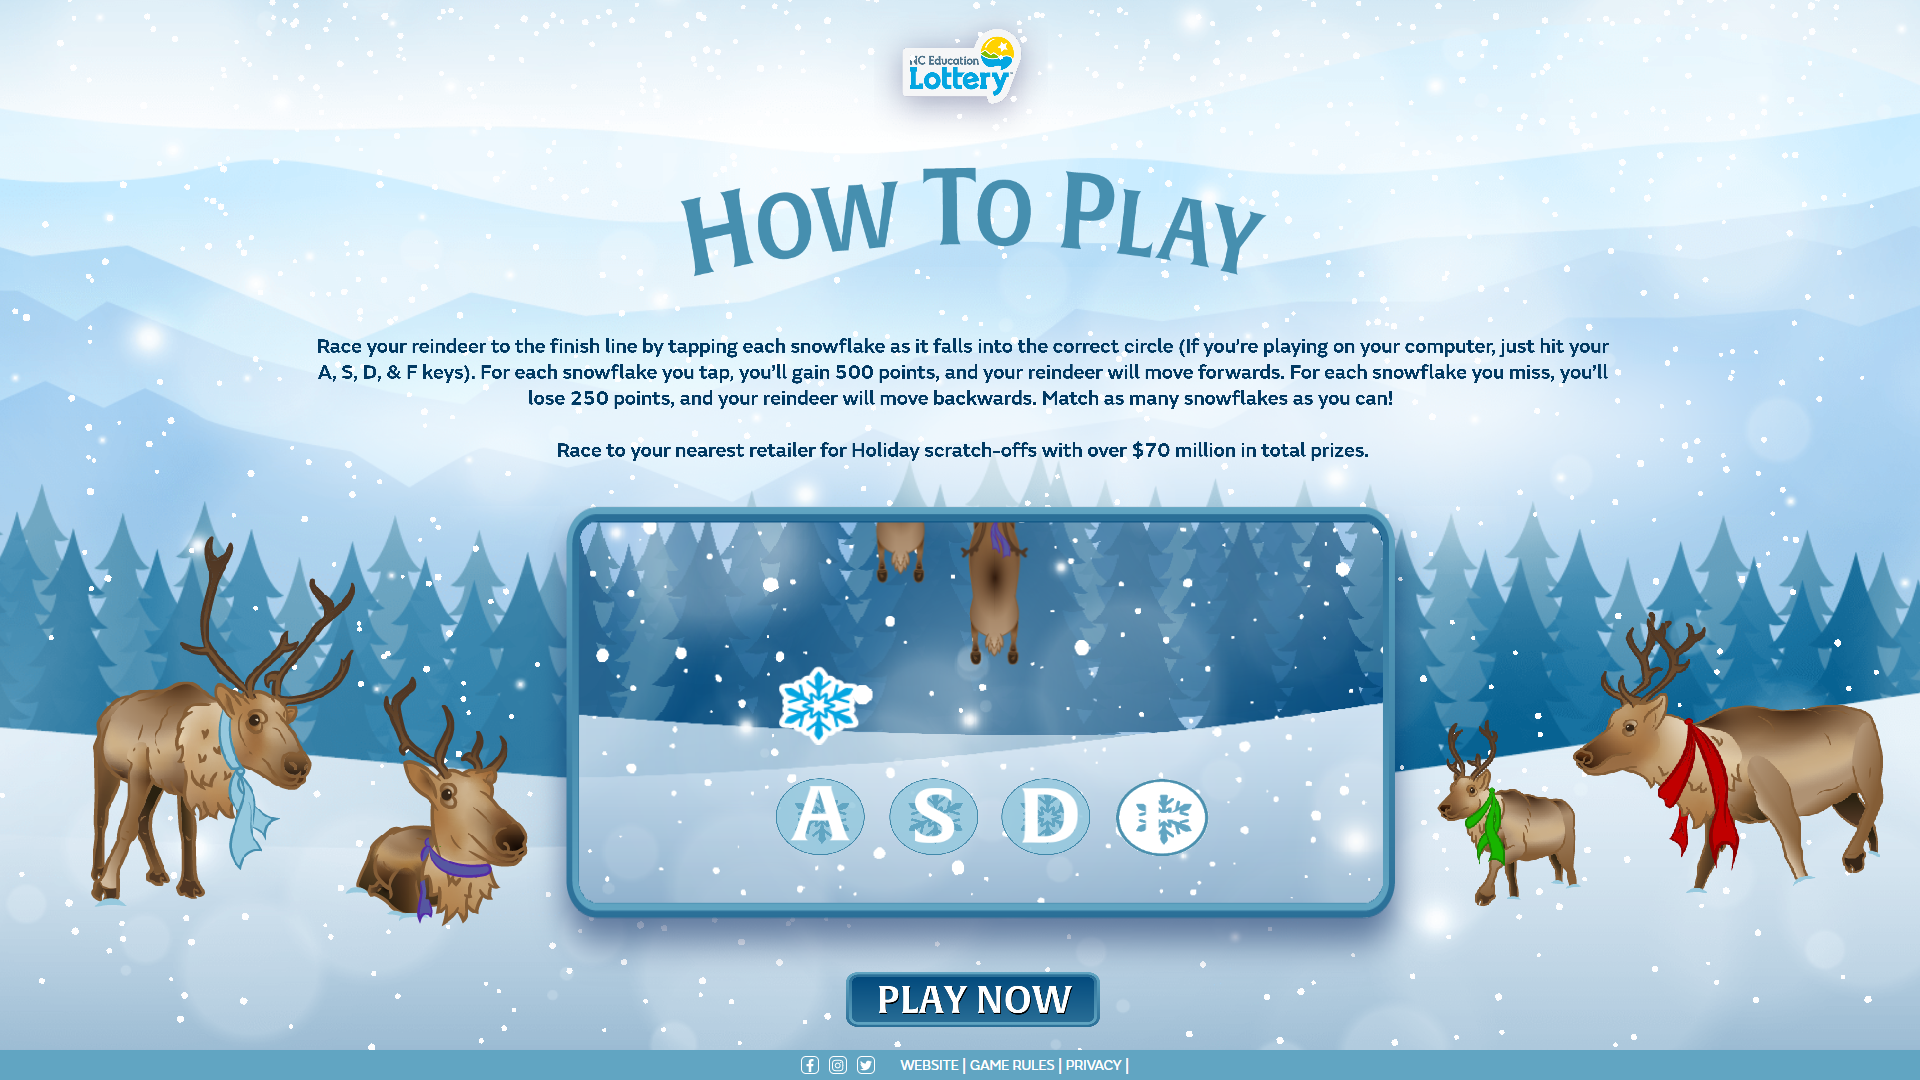 NC Education
Lottery
How To Play
Race your reindeer to the finish line by tapping each snowflake as it falls into the correct circle (If you're playing on your computer, just hit your
A, S, D, & F keys). For each snowflake you tap, you'll gain 500 points, and your reindeer will move forwards. For each snowflake you miss, you'll
lose 250 points, and your reindeer will move backwards. Match as many snowflakes as you can!
Race to your nearest retailer for Holiday scratch-offs with over $70 million in total prizes.
A S D F
PLAY NOW
WEBSITE | GAME RULES | PRIVACY |